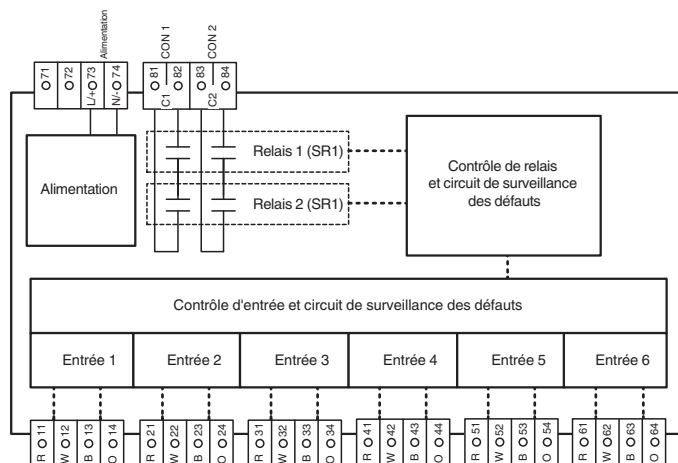 Alimentation
CON 1
CON 2
71
72
L/+ 73
N/- 74
81
82
83
84
C1
C2
Alimentation
Relais 1 (SR1)
Relais 2 (SR1)
Contrôle de relais
et circuit de surveillance
des défauts
Contrôle d'entrée et circuit de surveillance des défauts
Entrée 1
Entrée 2
Entrée 3
Entrée 4
Entrée 5
Entrée 6
R 11
W 12
B 13
O 14
R 21
W 22
B 23
O 24
R 31
W 32
B 33
O 34
R 41
W 42
B 43
O 44
R 51
W 52
B 53
O 54
R 61
W 62
B 63
O 64